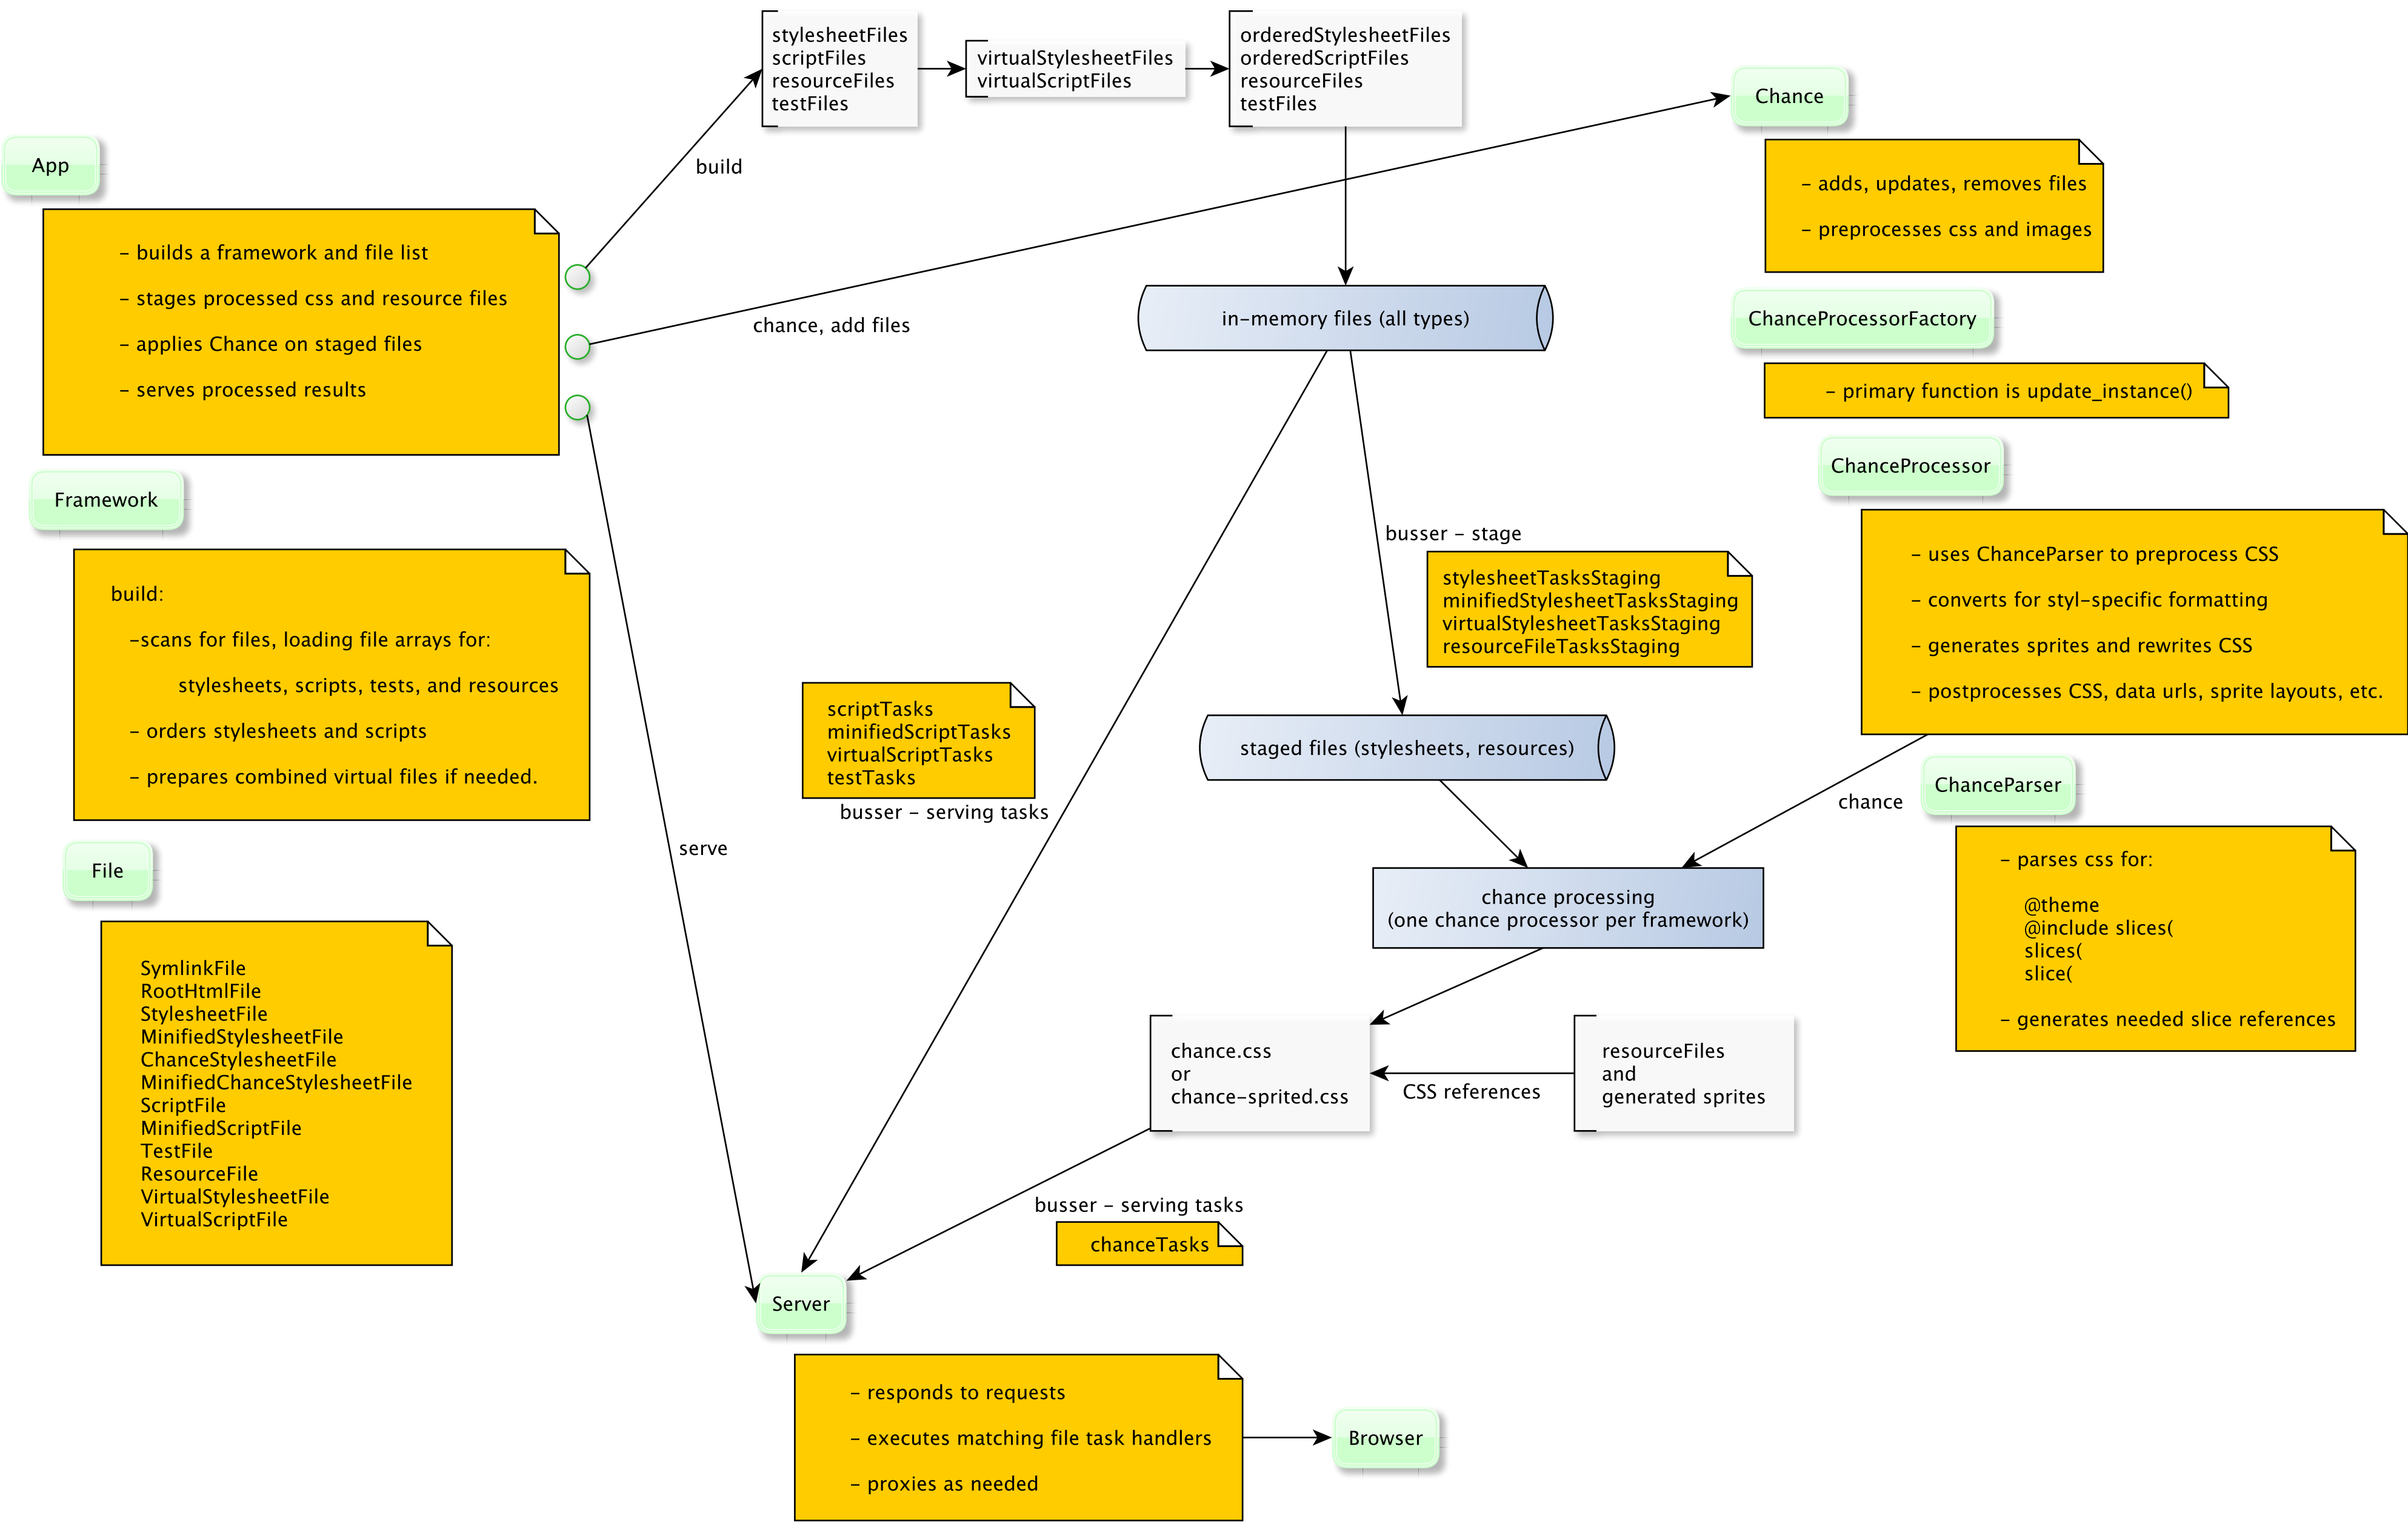 stylesheetFiles
scriptFiles
resourceFiles
testFiles
virtualStylesheetFiles
virtualScriptFiles
orderedStylesheetFiles
orderedScriptFiles
resourceFiles
testFiles
build
chance, add files
serve
App
- builds a framework and file list
- stages processed css and resource files
- applies Chance on staged files
- serves processed results
Framework
build:
-scans for files, loading file arrays for:
stylesheets, scripts, tests, and resources
- orders stylesheets and scripts
- prepares combined virtual files if needed.
File
SymlinkFile
RootHtmlFile
StylesheetFile
MinifiedStylesheetFile
ChanceStylesheetFile
MinifiedChanceStylesheetFile
ScriptFile
MinifiedScriptFile
TestFile
ResourceFile
VirtualStylesheetFile
VirtualScriptFile
in-memory files (all types)
busser - stage
stylesheetTasksStaging
minifiedStylesheetTasksStaging
virtualStylesheetTasksStaging
resourceFileTasksStaging
scriptTasks
minifiedScriptTasks
virtualScriptTasks
testTasks
busser - serving tasks
staged files (stylesheets, resources)
chance
chance processing
(one chance processor per framework)
chance.css
or
chance-sprited.css
CSS references
resourceFiles
and
generated sprites
busser - serving tasks
chanceTasks
Server
- responds to requests
- executes matching file task handlers
- proxies as needed
Browser
Chance
- adds, updates, removes files
- preprocesses css and images
ChanceProcessorFactory
- primary function is update_instance()
ChanceProcessor
- uses ChanceParser to preprocess CSS
- converts for styl-specific formatting
- generates sprites and rewrites CSS
- postprocesses CSS, data urls, sprite layouts, etc.
ChanceParser
- parses css for:
@theme
@include slices(
slices(
slice(
- generates needed slice references